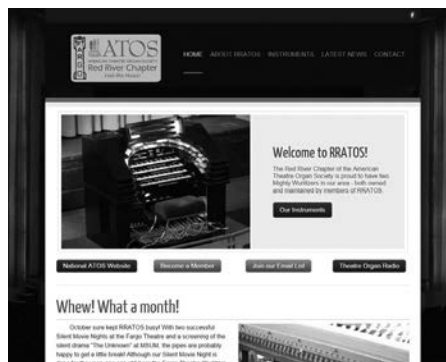 FARGO
ATOS
AMERICAN THEATRE ORGAN SOCIETY
Red River Chapter
HOME ABOUT RRATOS INSTRUMENTS LATEST NEWS CONTACT
Welcome to RRATOS!
The Red River Chapter of the American
Theatre Organ Society is proud to have two
Mighty Wurlitzers in our area - both owned
and maintained by members of RRATOS.
Our Instruments
National ATOS Website Become a Member Join our Email List Theatre Organ Radio
Whew! What a month!
October sure kept RRATOS busy! With two successful
Silent Movie Nights at the Fargo Theatre and a screening of the
silent drama "The Unknown" at MSUM, the pipes are probably
happy to get a little break! Although our Silent Movie Night is